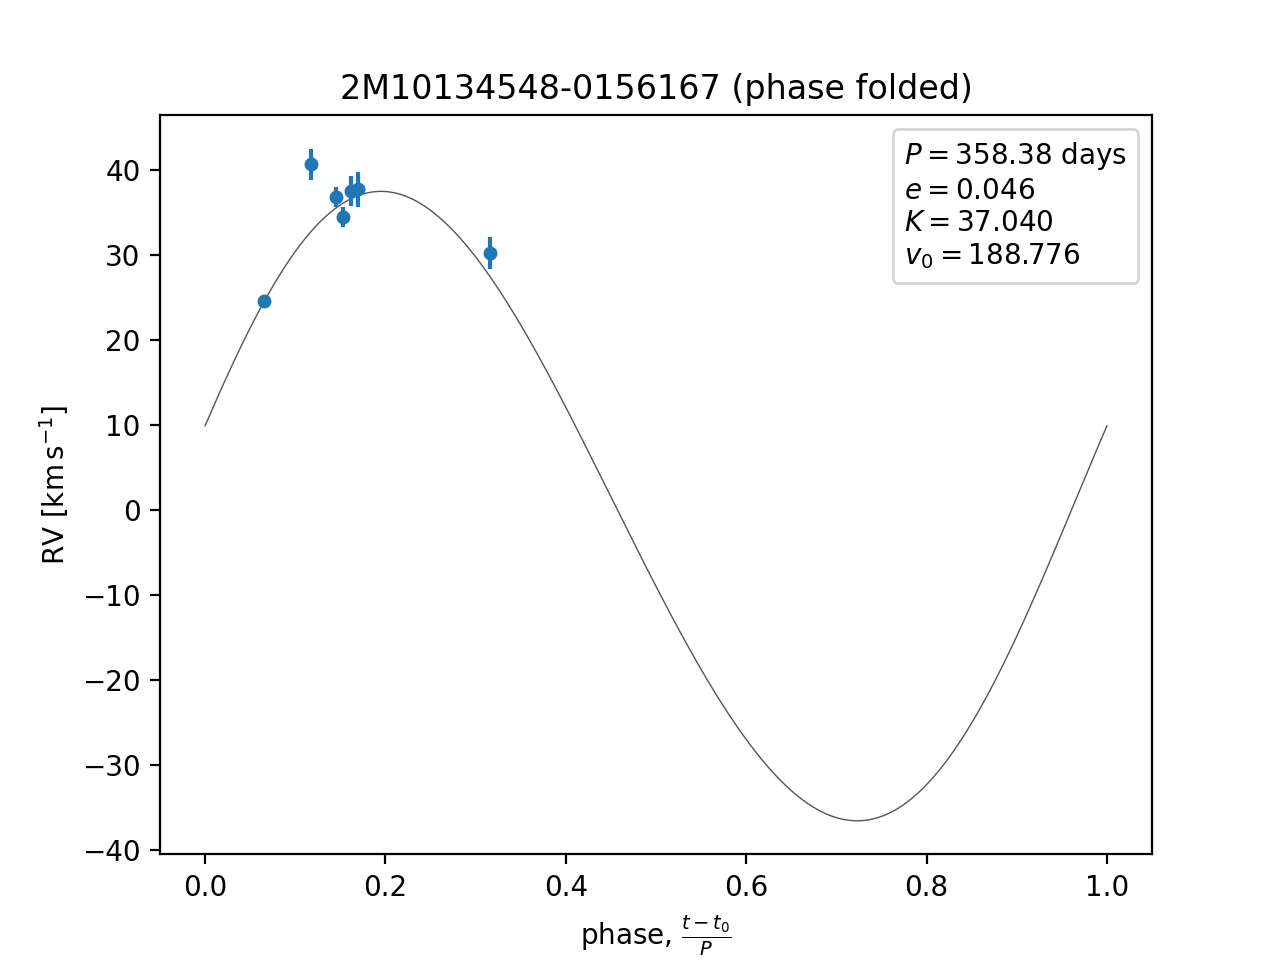 2M10134548-0156167 (phase folded)
P = 358.38 days
e = 0.046
K = 37.040
v₀ = 188.776
40
30
20
10
0
−10
−20
−30
−40
RV [km s⁻¹]
0.0 0.2 0.4 0.6 0.8 1.0
phase, (t − t₀)/P